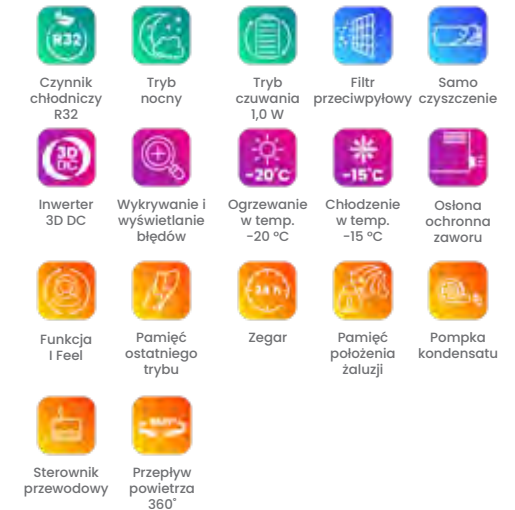 R32
Czynnik
chłodniczy
R32
Tryb
nocny
Tryb
czuwania
1,0 W
Filtr
przeciwpyłowy
Samo
czyszczenie
3D
DC
Inwerter
3D DC
Wykrywanie i
wyświetlanie
błędów
-20°C
Ogrzewanie
w temp.
-20 ºC
-15°C
Chłodzenie
w temp.
-15 ºC
Osłona
ochronna
zaworu
Funkcja
I Feel
Pamięć
ostatniego
trybu
24 h
Zegar
Pamięć
położenia
żaluzji
Pompka
kondensatu
Sterownik
przewodowy
Przepływ
powietrza
360°